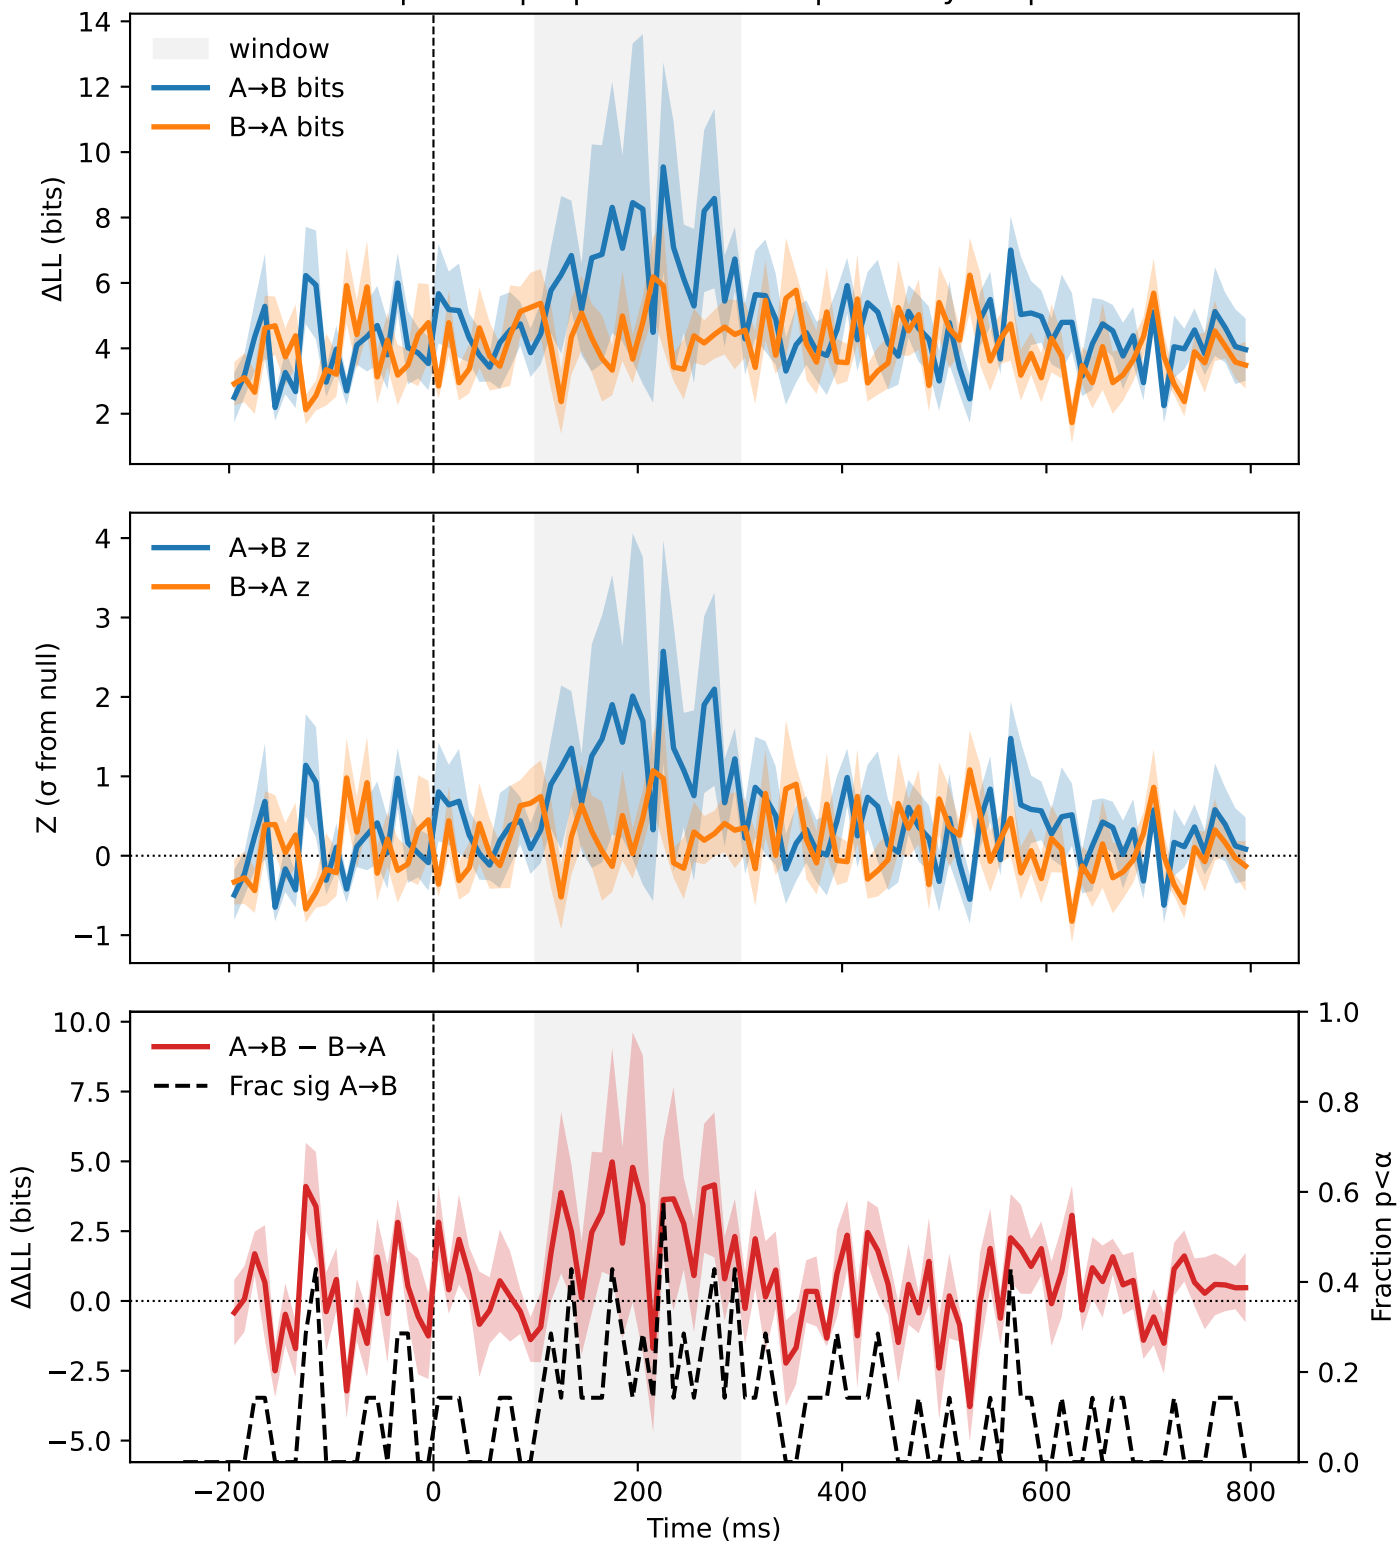 14
12
10
8
6
4
2
ΔLL (bits)
window
A→B bits
B→A bits
4
3
2
1
0
−1
Z (σ from null)
A→B z
B→A z
10.0
7.5
5.0
2.5
0.0
−2.5
−5.0
ΔΔLL (bits)
A→B − B→A
Frac sig A→B
1.0
0.8
0.6
0.4
0.2
0.0
Fraction p<α
−200 0 200 400 600 800
Time (ms)